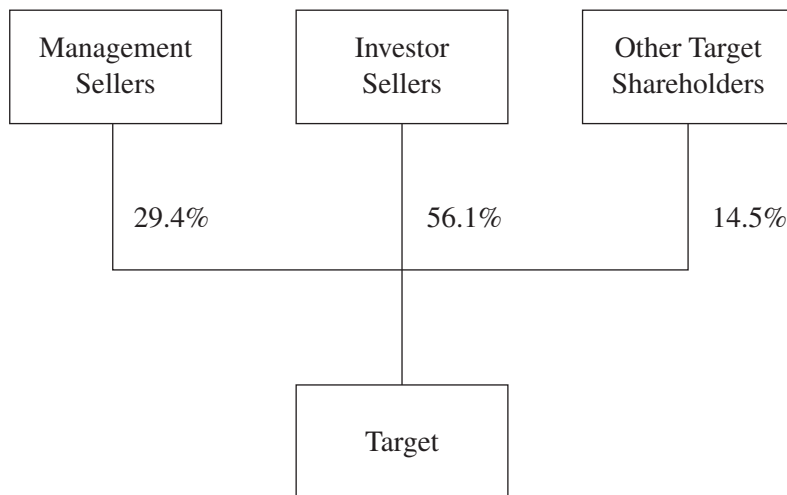 Management
Sellers
Investor
Sellers
Other Target
Shareholders
29.4%
56.1%
14.5%
Target